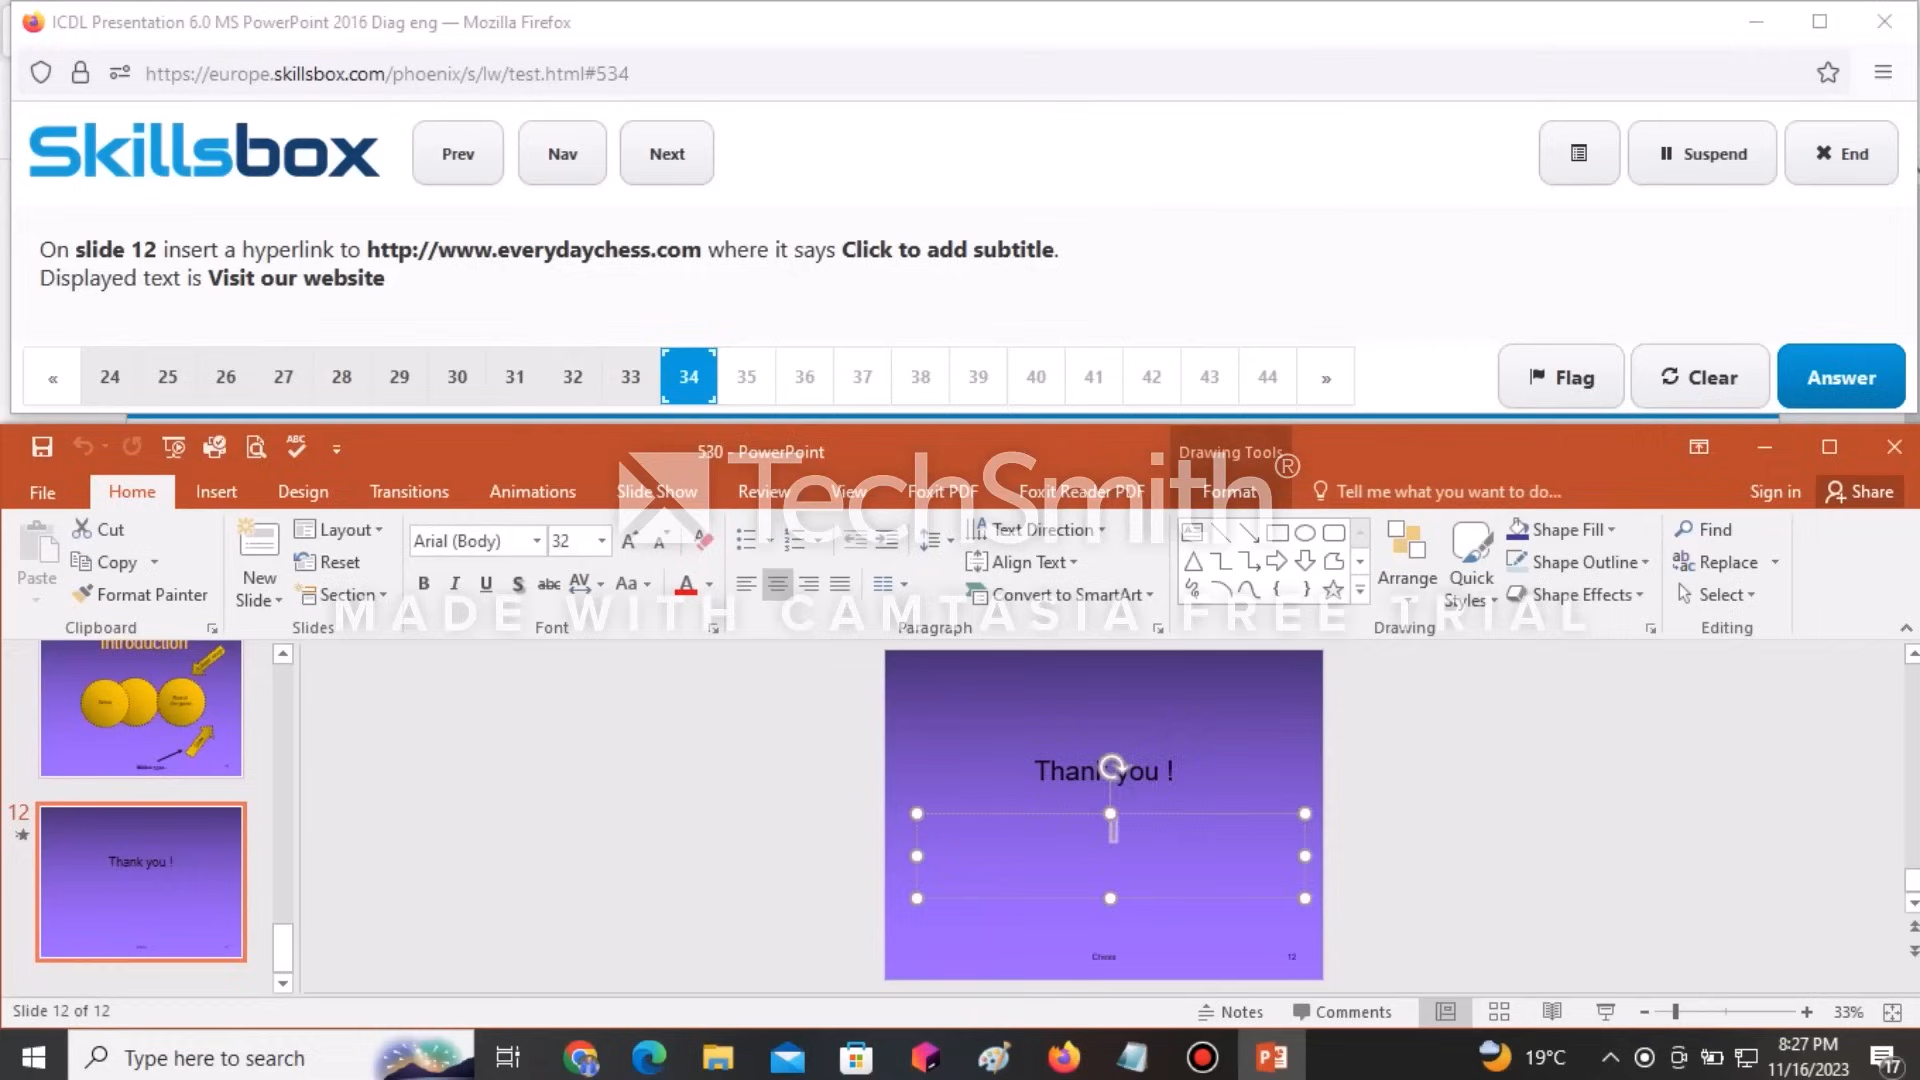 ICDL Presentation 6.0 MS PowerPoint 2016 Diag eng — Mozilla Firefox
https://europe.skillsbox.com/phoenix/s/lw/test.html#534
Skillsbox Prev Nav Next Suspend End
On slide 12 insert a hyperlink to http://www.everydaychess.com where it says Click to add subtitle.
Displayed text is Visit our website
« 24 25 26 27 28 29 30 31 32 33 34 35 36 37 38 39 40 41 42 43 44 » Flag Clear Answer
ABC 530 - PowerPoint Drawing Tools
File Home Insert Design Transitions Animations Slide Show Review View Foxit PDF Foxit Reader PDF Format Tell me what you want to do... Sign in Share
TechSmith®
Cut Layout Text Direction Shape Fill Find
Arial (Body) 32
Copy Reset Align Text Shape Outline Replace
Paste New Slide Arrange Quick Styles
Format Painter Section B I U S abc AV Aa A Convert to SmartArt Shape Effects Select
Clipboard Slides Font Paragraph Drawing Editing
MADE WITH CAMTASIA FREE TRIAL
Introduction
12
Thank you !
Thank you !
Chess 12
Slide 12 of 12 Notes Comments 33%
Type here to search 19°C 8:27 PM
11/16/2023 17